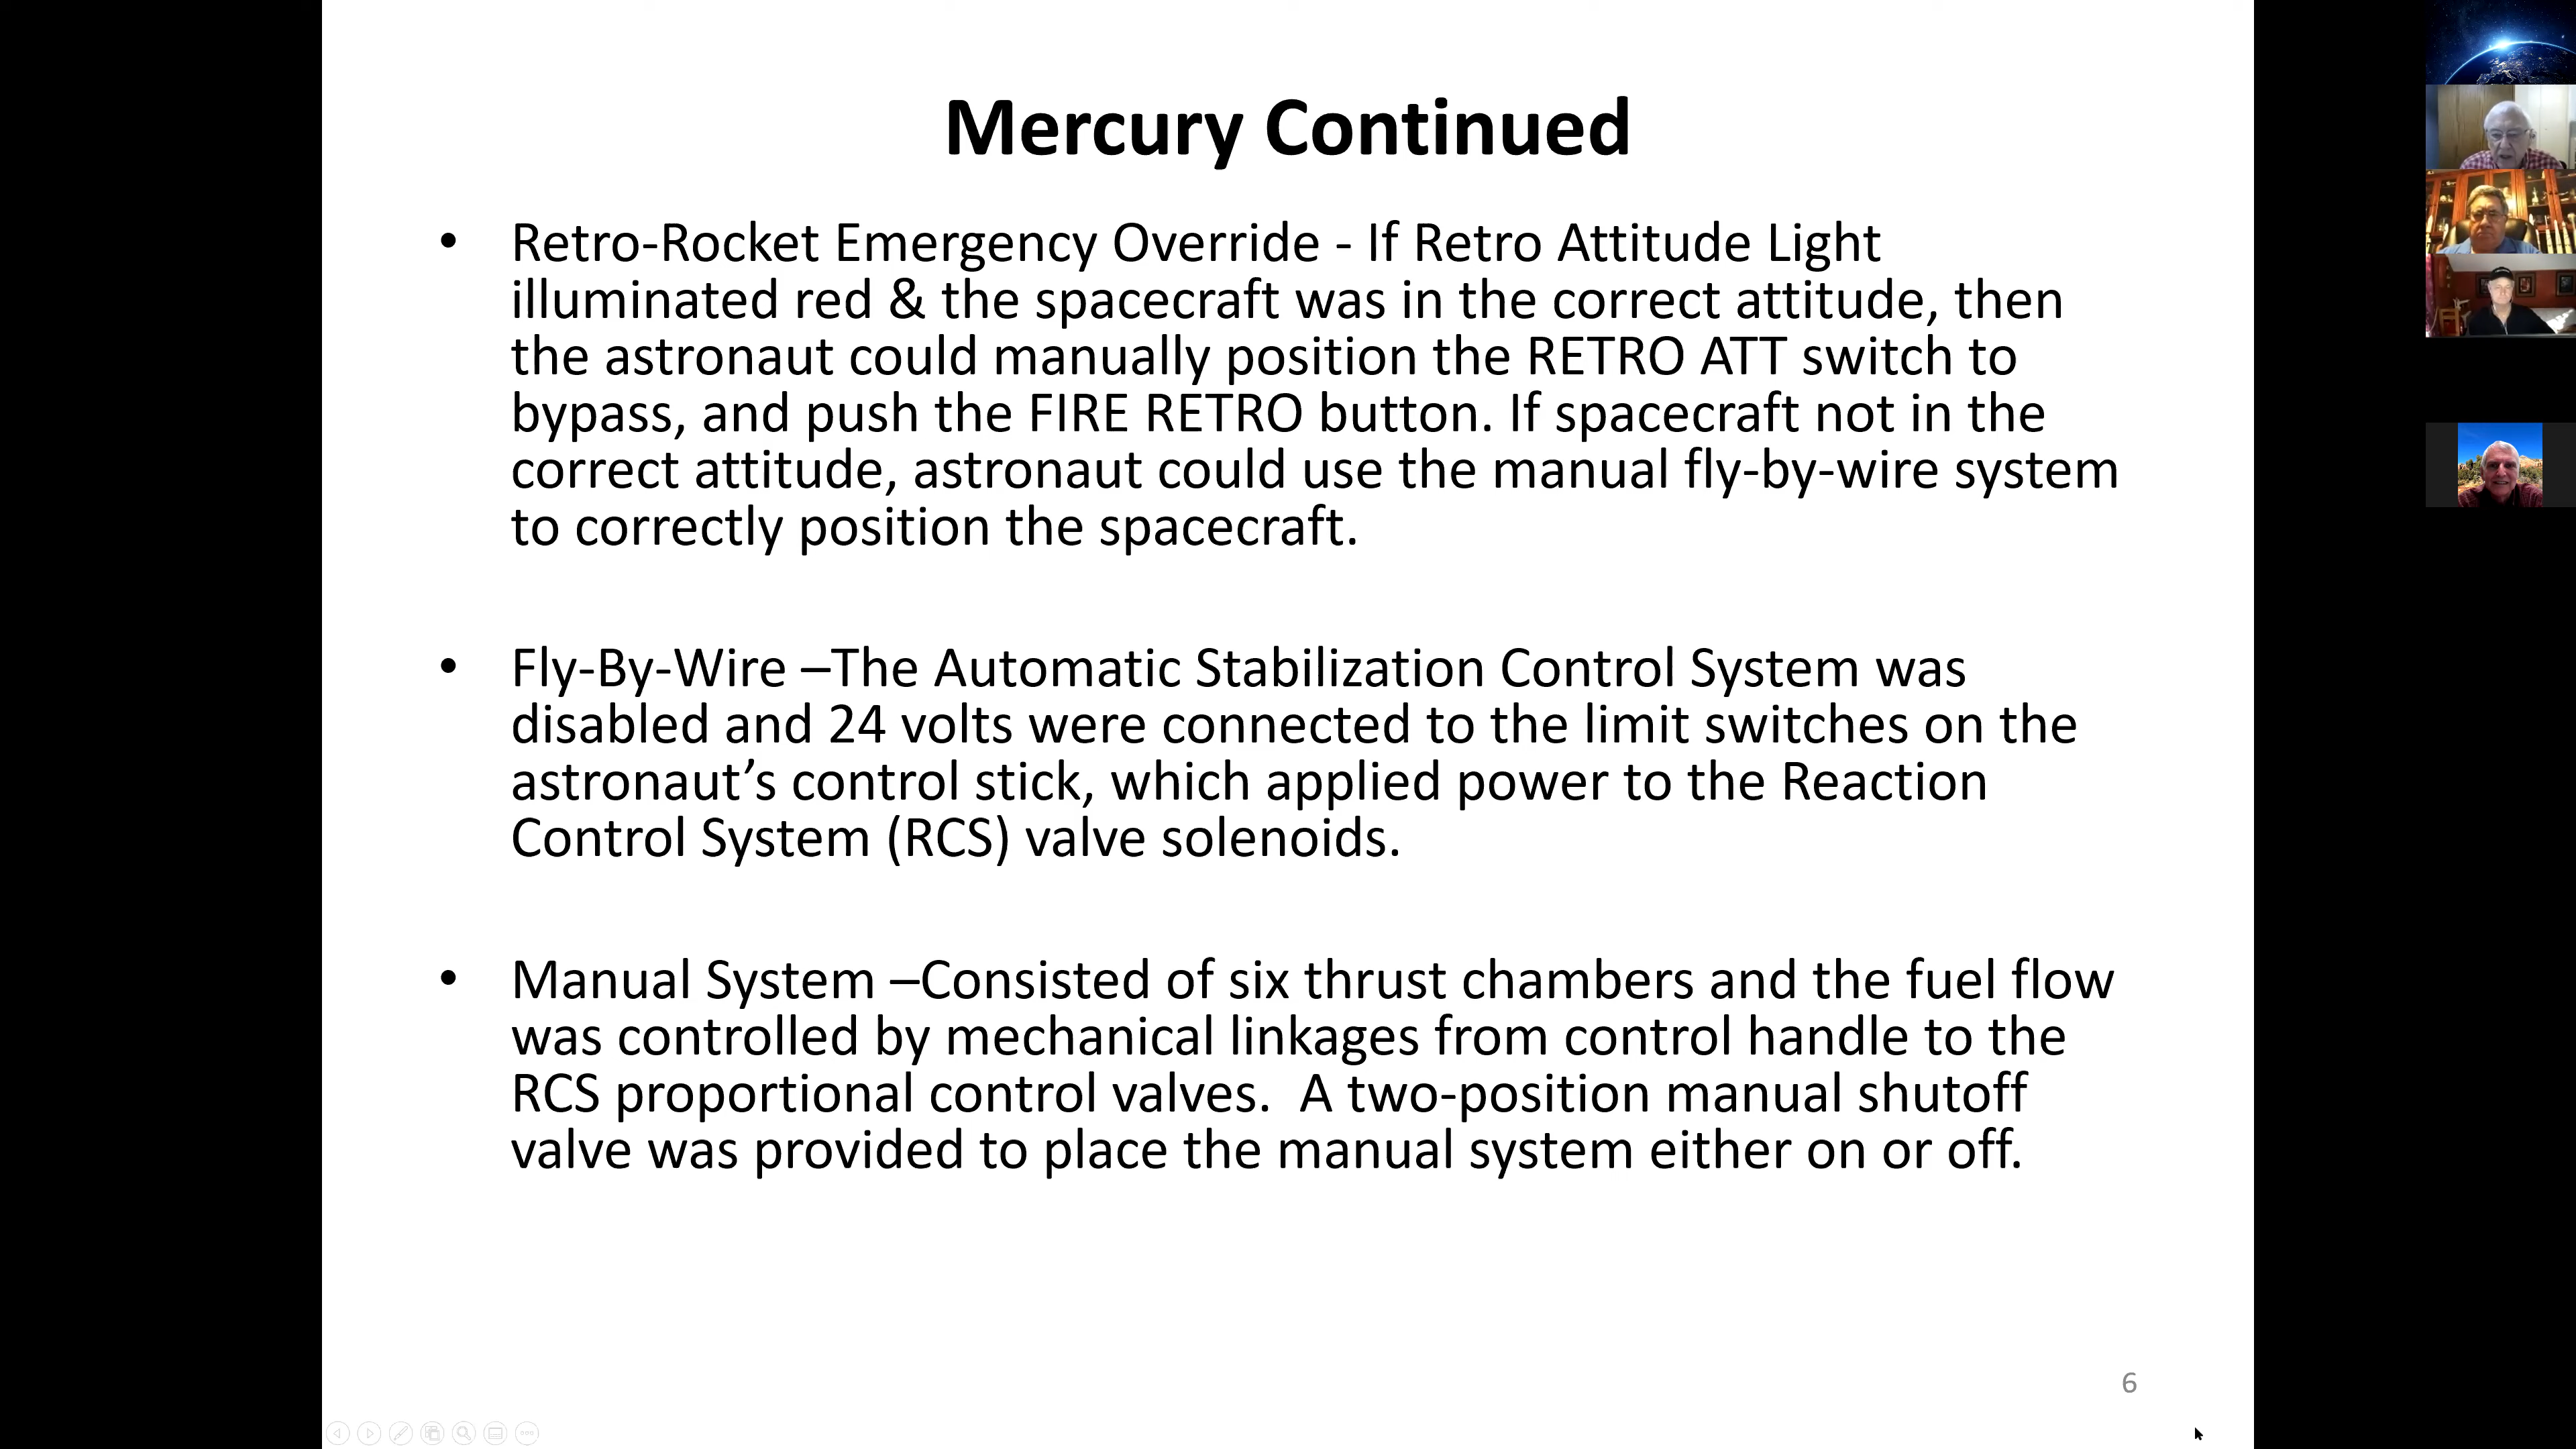 Mercury Continued
• Retro-Rocket Emergency Override - If Retro Attitude Light
illuminated red & the spacecraft was in the correct attitude, then
the astronaut could manually position the RETRO ATT switch to
bypass, and push the FIRE RETRO button. If spacecraft not in the
correct attitude, astronaut could use the manual fly-by-wire system
to correctly position the spacecraft.
• Fly-By-Wire –The Automatic Stabilization Control System was
disabled and 24 volts were connected to the limit switches on the
astronaut’s control stick, which applied power to the Reaction
Control System (RCS) valve solenoids.
• Manual System –Consisted of six thrust chambers and the fuel flow
was controlled by mechanical linkages from control handle to the
RCS proportional control valves.  A two-position manual shutoff
valve was provided to place the manual system either on or off.
6